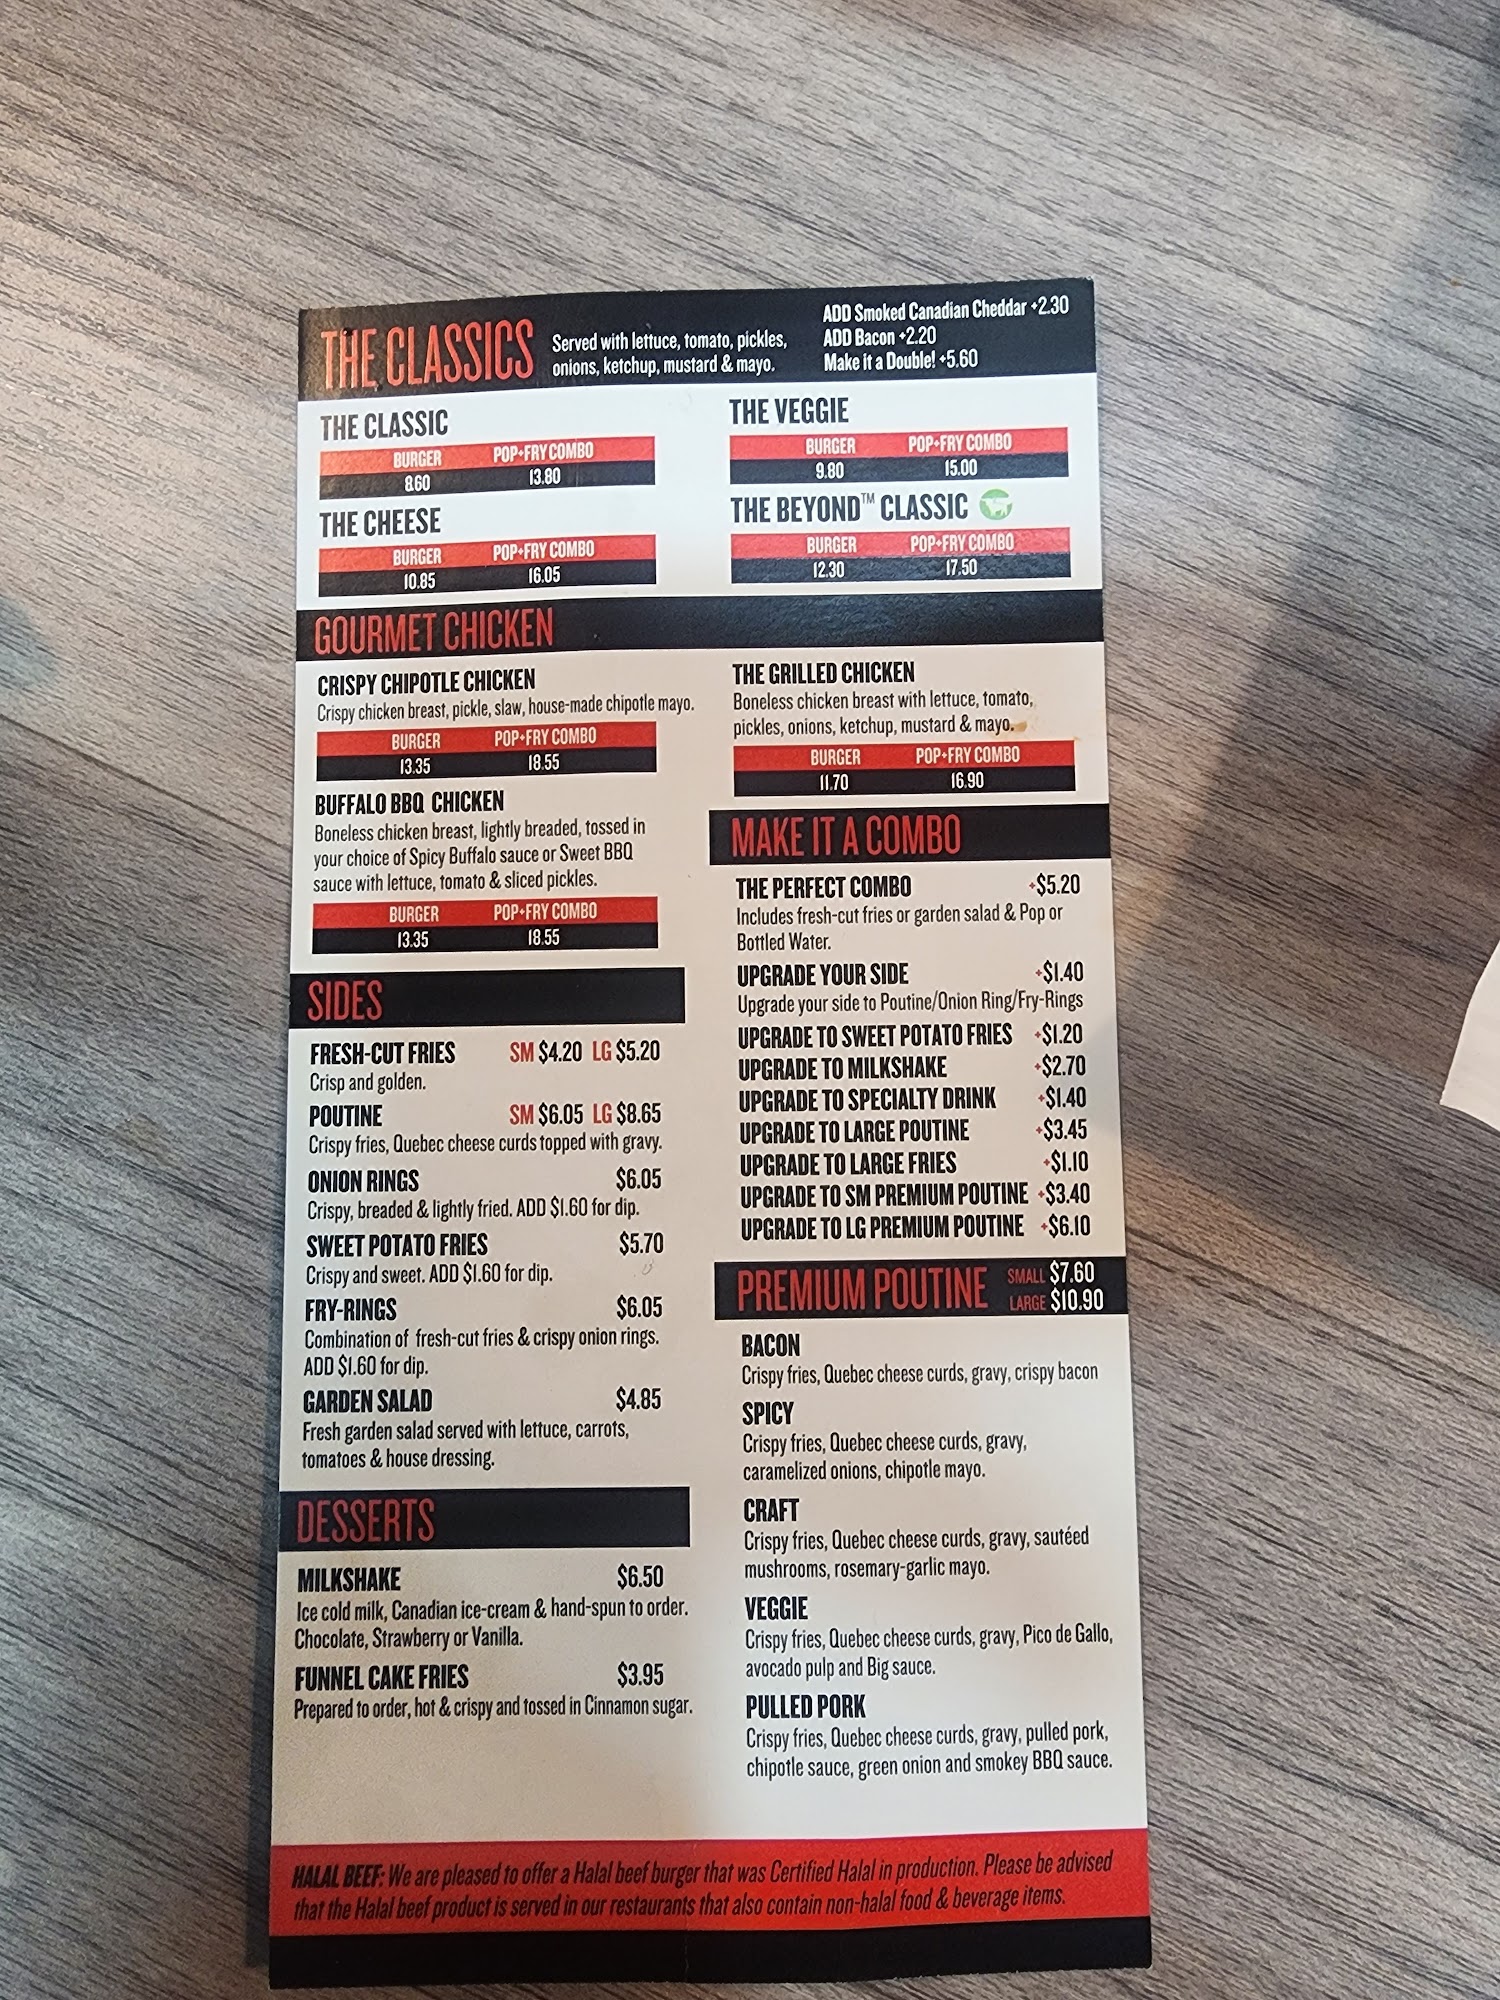 THE CLASSICS
Served with lettuce, tomato, pickles,
onions, ketchup, mustard & mayo.
ADD Smoked Canadian Cheddar +2.30
ADD Bacon +2.20
Make it a Double! +5.60
THE CLASSIC
BURGER POP+FRY COMBO
8.60 13.80
THE CHEESE
BURGER POP+FRY COMBO
10.85 16.05
THE VEGGIE
BURGER POP+FRY COMBO
9.80 15.00
THE BEYOND™ CLASSIC
BURGER POP+FRY COMBO
12.30 17.50
GOURMET CHICKEN
CRISPY CHIPOTLE CHICKEN
Crispy chicken breast, pickle, slaw, house-made chipotle mayo.
BURGER POP+FRY COMBO
13.35 18.55
BUFFALO BBQ CHICKEN
Boneless chicken breast, lightly breaded, tossed in
your choice of Spicy Buffalo sauce or Sweet BBQ
sauce with lettuce, tomato & sliced pickles.
BURGER POP+FRY COMBO
13.35 18.55
THE GRILLED CHICKEN
Boneless chicken breast with lettuce, tomato,
pickles, onions, ketchup, mustard & mayo.
BURGER POP+FRY COMBO
11.70 16.90
SIDES
FRESH-CUT FRIES SM $4.20 LG $5.20
Crisp and golden.
POUTINE SM $6.05 LG $8.65
Crispy fries, Quebec cheese curds topped with gravy.
ONION RINGS $6.05
Crispy, breaded & lightly fried. ADD $1.60 for dip.
SWEET POTATO FRIES $5.70
Crispy and sweet. ADD $1.60 for dip.
FRY-RINGS $6.05
Combination of fresh-cut fries & crispy onion rings.
ADD $1.60 for dip.
GARDEN SALAD $4.85
Fresh garden salad served with lettuce, carrots,
tomatoes & house dressing.
DESSERTS
MILKSHAKE $6.50
Ice cold milk, Canadian ice-cream & hand-spun to order.
Chocolate, Strawberry or Vanilla.
FUNNEL CAKE FRIES $3.95
Prepared to order, hot & crispy and tossed in Cinnamon sugar.
MAKE IT A COMBO
THE PERFECT COMBO +$5.20
Includes fresh-cut fries or garden salad & Pop or
Bottled Water.
UPGRADE YOUR SIDE +$1.40
Upgrade your side to Poutine/Onion Ring/Fry-Rings
UPGRADE TO SWEET POTATO FRIES +$1.20
UPGRADE TO MILKSHAKE +$2.70
UPGRADE TO SPECIALTY DRINK +$1.40
UPGRADE TO LARGE POUTINE +$3.45
UPGRADE TO LARGE FRIES +$1.10
UPGRADE TO SM PREMIUM POUTINE +$3.40
UPGRADE TO LG PREMIUM POUTINE +$6.10
PREMIUM POUTINE
SMALL $7.60
LARGE $10.90
BACON
Crispy fries, Quebec cheese curds, gravy, crispy bacon
SPICY
Crispy fries, Quebec cheese curds, gravy,
caramelized onions, chipotle mayo.
CRAFT
Crispy fries, Quebec cheese curds, gravy, sautéed
mushrooms, rosemary-garlic mayo.
VEGGIE
Crispy fries, Quebec cheese curds, gravy, Pico de Gallo,
avocado pulp and Big sauce.
PULLED PORK
Crispy fries, Quebec cheese curds, gravy, pulled pork,
chipotle sauce, green onion and smokey BBQ sauce.
HALAL BEEF: We are pleased to offer a Halal beef burger that was Certified Halal in production. Please be advised
that the Halal beef product is served in our restaurants that also contain non-halal food & beverage items.